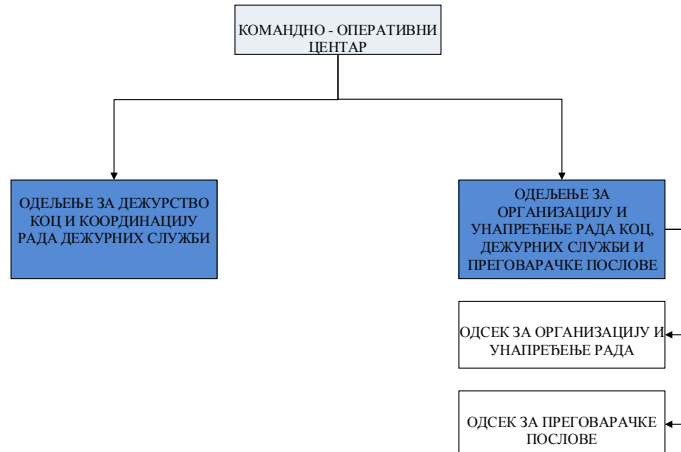 КОМАНДНО - ОПЕРАТИВНИ
ЦЕНТАР
ОДЕЉЕЊЕ ЗА ДЕЖУРСТВО
КОЦ И КООРДИНАЦИЈУ
РАДА ДЕЖУРНИХ СЛУЖБИ
ОДЕЉЕЊЕ ЗА
ОРГАНИЗАЦИЈУ И
УНАПРЕЂЕЊЕ РАДА КОЦ,
ДЕЖУРНИХ СЛУЖБИ И
ПРЕГОВАРАЧКЕ ПОСЛОВЕ
ОДСЕК ЗА ОРГАНИЗАЦИЈУ И
УНАПРЕЂЕЊЕ РАДА
ОДСЕК ЗА ПРЕГОВАРАЧКЕ
ПОСЛОВЕ